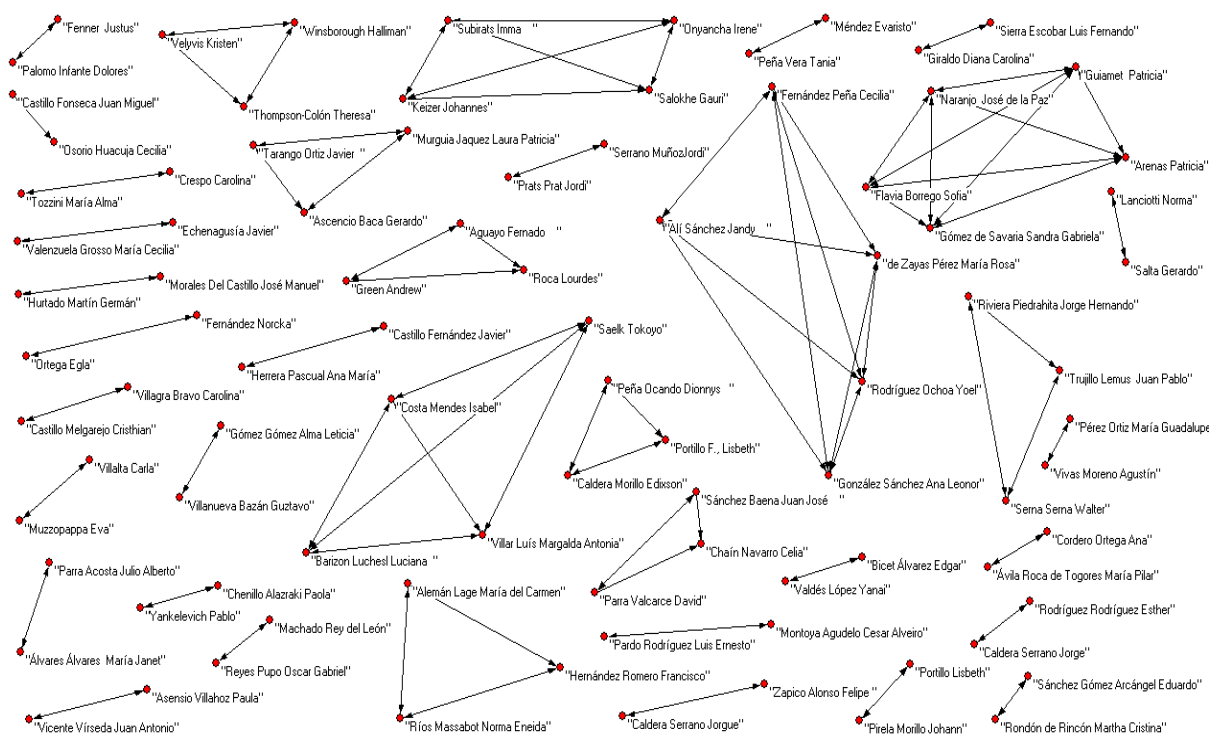 "Fenner Justus"
"Palomo Infante Dolores"
"Velyvis Kristen
"Winsborough Halliman"
"Thompson-Colón Theresa"
"Subirats Imma "
"Onyancha Irene"
"Keizer Johannes"
"Salokhe Gauri"
"Méndez Evaristo"
"Peña Vera Tania"
"Sierra Escobar Luis Fernando"
"Giraldo Diana Carolina"
"Castillo Fonseca Juan Miguel"
"Osorio Huacuja Cecilia"
"Tarango Ortiz Javier "
"Murguia Jaquez Laura Patricia"
"Ascencio Baca Gerardo"
"Serrano MuñozJordi"
"Prats Prat Jordi"
"Fernández Peña Cecilia"
"Guiamet Patricia"
"Naranjo José de la Paz"
"Arenas Patricia"
"Flavia Borrego Sofia"
"Gómez de Savaria Sandra Gabriela"
"Crespo Carolina"
"Tozzini María Alma"
"Lanciotti Norma"
"Salta Gerardo"
"Echenagusía Javier"
"Valenzuela Grosso María Cecilia"
"Aguayo Fernado "
"Roca Lourdes"
"Green Andrew"
"Alí Sánchez Jandy "
"de Zayas Pérez María Rosa"
"Rodríguez Ochoa Yoel"
"González Sánchez Ana Leonor"
"Morales Del Castillo José Manuel"
"Hurtado Martín Germán"
"Fernández Norcka"
"Ortega Egla"
"Castillo Fernández Javier"
"Herrera Pascual Ana María"
"Saelk Tokoyo"
"Costa Mendes Isabel"
"Villar Luís Margalda Antonia"
"Barizon Luchesl Luciana "
"Riviera Piedrahita Jorge Hernando"
"Trujillo Lemus Juan Pablo"
"Serna Serna Walter"
"Villagra Bravo Carolina"
"Castillo Melgarejo Cristhian"
"Peña Ocando Dionnys "
"Portillo F., Lisbeth"
"Caldera Morillo Edixson"
"Gómez Gómez Alma Leticia"
"Villanueva Bazán Guztavo"
"Pérez Ortiz María Guadalupe
"Vivas Moreno Agustín"
"Villalta Carla"
"Muzzopappa Eva"
"Sánchez Baena Juan José "
"Chaín Navarro Celia"
"Parra Valcarce David"
"Cordero Ortega Ana"
"Ávila Roca de Togores María Pilar"
"Parra Acosta Julio Alberto"
"Álvares Álvares María Janet"
"Chenillo Alazraki Paola"
"Yankelevich Pablo"
"Alemán Lage María del Carmen"
"Hernández Romero Francisco"
"Ríos Massabot Norma Eneida"
"Bicet Álvarez Edgar"
"Valdés López Yanai"
"Machado Rey del León"
"Reyes Pupo Oscar Gabriel"
"Pardo Rodríguez Luis Ernesto"
"Montoya Agudelo Cesar Alveiro"
"Rodríguez Rodríguez Esther"
"Caldera Serrano Jorge"
"Asensio Villahoz Paula"
"Vicente Vírseda Juan Antonio"
"Zapico Alonso Felipe "
"Caldera Serrano Jorgue"
"Portillo Lisbeth"
"Pirela Morillo Johann"
"Sánchez Gómez Arcángel Eduardo"
"Rondón de Rincón Martha Cristina"